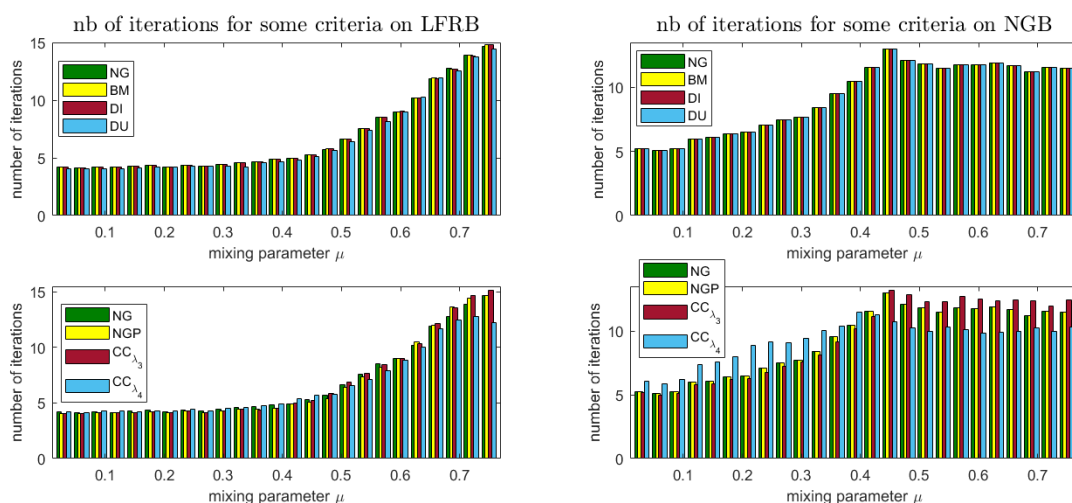 nb of iterations for some criteria on LFRB
number of iterations
15
10
5
0
NG
BM
DI
DU
0.1 0.2 0.3 0.4 0.5 0.6 0.7
mixing parameter μ
nb of iterations for some criteria on NGB
number of iterations
10
5
0
NG
BM
DI
DU
0.1 0.2 0.3 0.4 0.5 0.6 0.7
mixing parameter μ
number of iterations
15
10
5
0
NG
NGP
CCλ3
CCλ4
0.1 0.2 0.3 0.4 0.5 0.6 0.7
mixing parameter μ
number of iterations
10
5
0
NG
NGP
CCλ3
CCλ4
0.1 0.2 0.3 0.4 0.5 0.6 0.7
mixing parameter μ